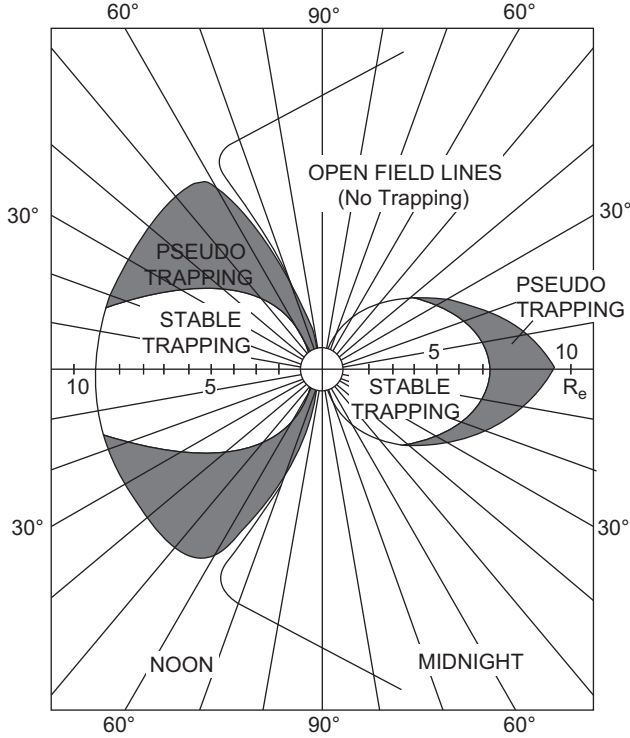 60°
90°
60°
OPEN FIELD LINES
(No Trapping)
30°
30°
PSEUDO
TRAPPING
PSEUDO
TRAPPING
STABLE
TRAPPING
5
10
10
5
STABLE
TRAPPING
Re
30°
30°
NOON
MIDNIGHT
60°
90°
60°